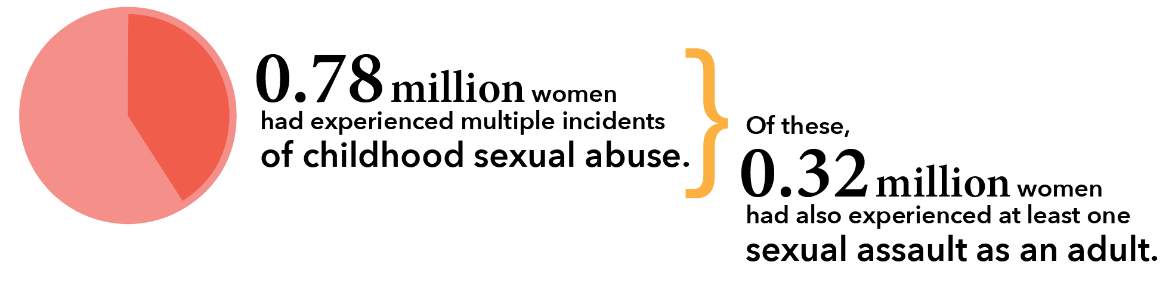 0.78 million women
had experienced multiple incidents
of childhood sexual abuse.
Of these,
0.32 million women
had also experienced at least one
sexual assault as an adult.